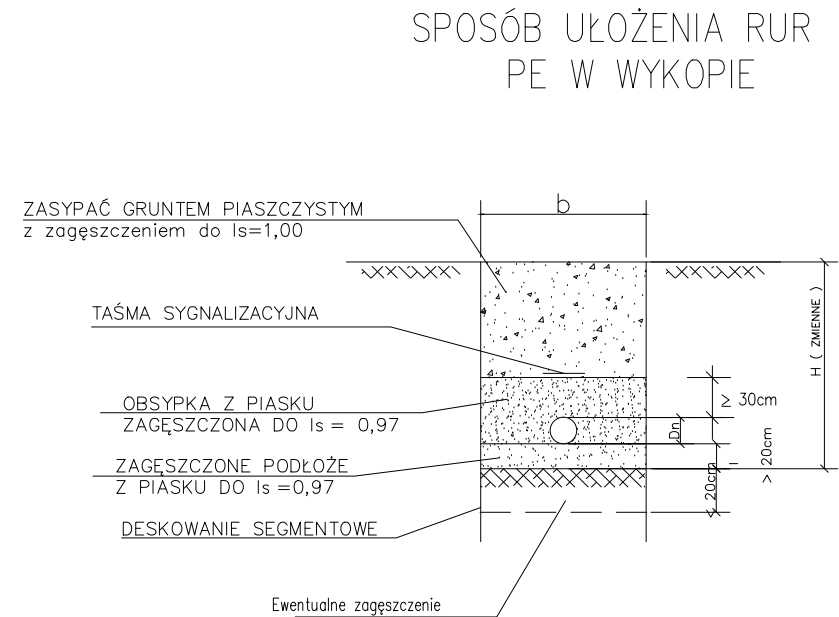 SPOSÓB UŁOŻENIA RUR
PE W WYKOPIE
b
ZASYPAĆ GRUNTEM PIASZCZYSTYM
z zagęszczeniem do Is=1,00
TAŚMA SYGNALIZACYJNA
H ( ZMIENNE )
OBSYPKA Z PIASKU
ZAGĘSZCZONA DO Is = 0,97
≥ 30cm
Dn
ZAGĘSZCZONE PODŁOŻE
Z PIASKU DO Is =0,97
20cm
> 20cm
DESKOWANIE SEGMENTOWE
Ewentualne zagęszczenie